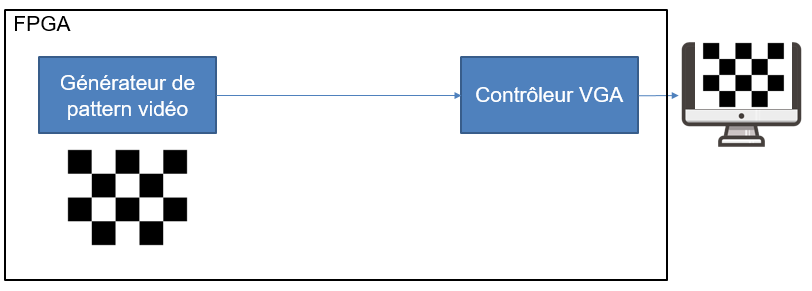 FPGA
Générateur de
pattern vidéo
Contrôleur VGA